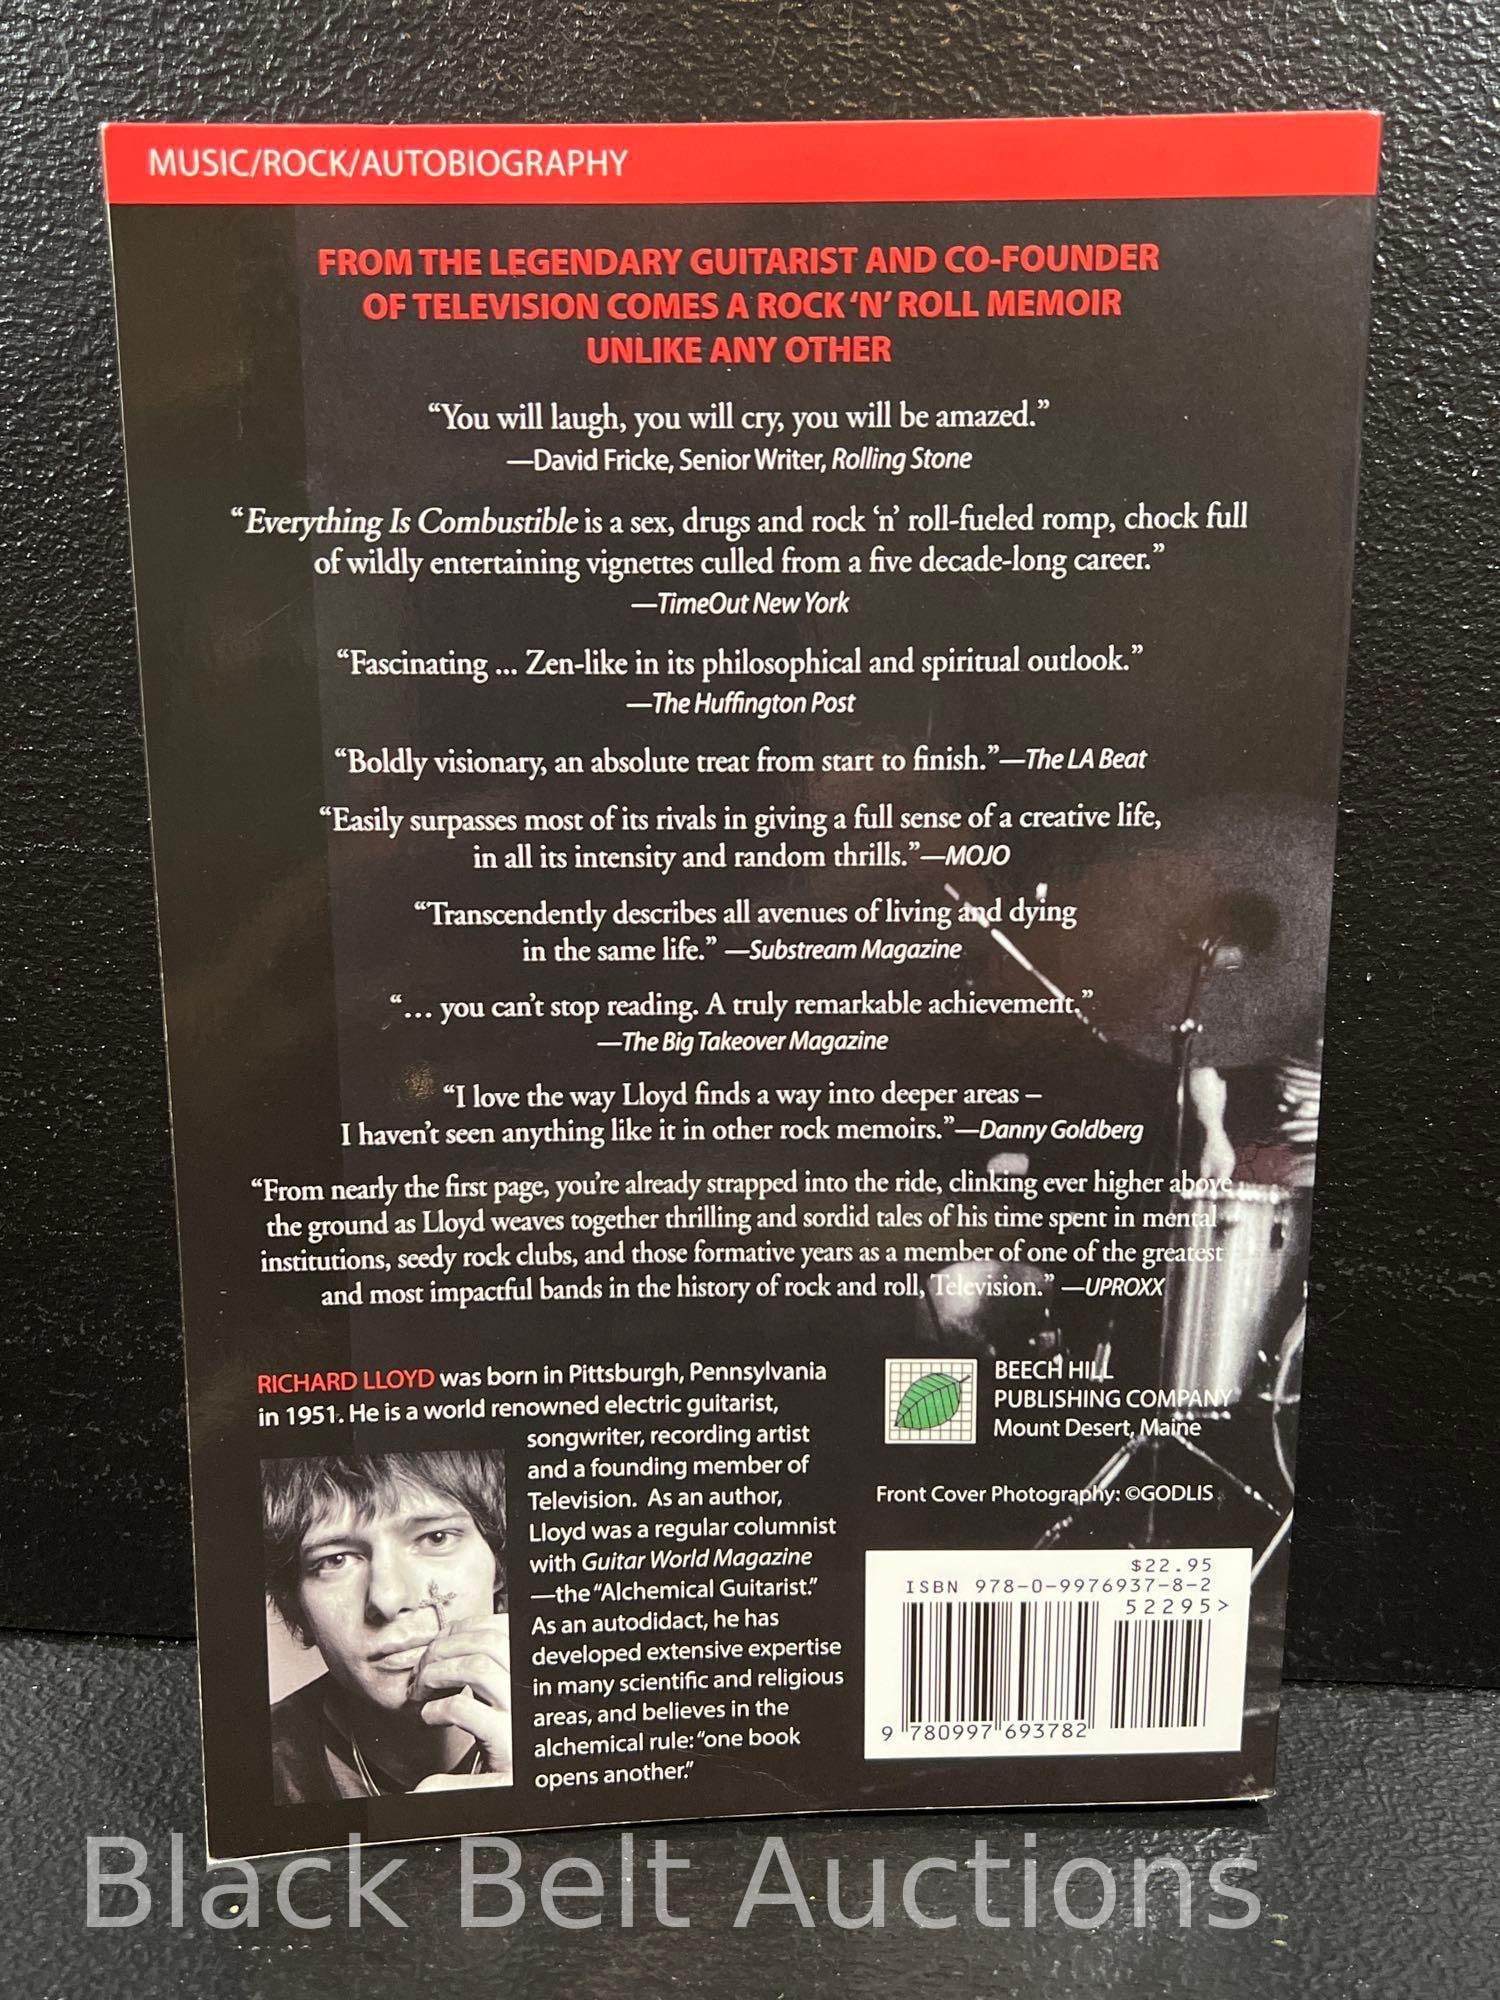 MUSIC/ROCK/AUTOBIOGRAPHY
FROM THE LEGENDARY GUITARIST AND CO-FOUNDER
OF TELEVISION COMES A ROCK ‘N’ ROLL MEMOIR
UNLIKE ANY OTHER
“You will laugh, you will cry, you will be amazed.”
—David Fricke, Senior Writer, Rolling Stone
“Everything Is Combustible is a sex, drugs and rock ‘n’ roll-fueled romp, chock full
of wildly entertaining vignettes culled from a five decade-long career.”
—TimeOut New York
“Fascinating ... Zen-like in its philosophical and spiritual outlook.”
—The Huffington Post
“Boldly visionary, an absolute treat from start to finish.”—The LA Beat
“Easily surpasses most of its rivals in giving a full sense of a creative life,
in all its intensity and random thrills.”—MOJO
“Transcendently describes all avenues of living and dying
in the same life.” —Substream Magazine
“... you can’t stop reading. A truly remarkable achievement.”
—The Big Takeover Magazine
“I love the way Lloyd finds a way into deeper areas –
I haven’t seen anything like it in other rock memoirs.”—Danny Goldberg
“From nearly the first page, you’re already strapped into the ride, clinking ever higher above
the ground as Lloyd weaves together thrilling and sordid tales of his time spent in mental
institutions, seedy rock clubs, and those formative years as a member of one of the greatest
and most impactful bands in the history of rock and roll, Television.” —UPROXX
RICHARD LLOYD was born in Pittsburgh, Pennsylvania
in 1951. He is a world renowned electric guitarist,
songwriter, recording artist
and a founding member of
Television. As an author,
Lloyd was a regular columnist
with Guitar World Magazine
—the “Alchemical Guitarist.”
As an autodidact, he has
developed extensive expertise
in many scientific and religious
areas, and believes in the
alchemical rule: “one book
opens another.”
BEECH HILL
PUBLISHING COMPANY
Mount Desert, Maine
Front Cover Photography: ©GODLIS
$22.95
ISBN 978-0-9976937-8-2
52295>
9 780997 693782
Black Belt Auctions